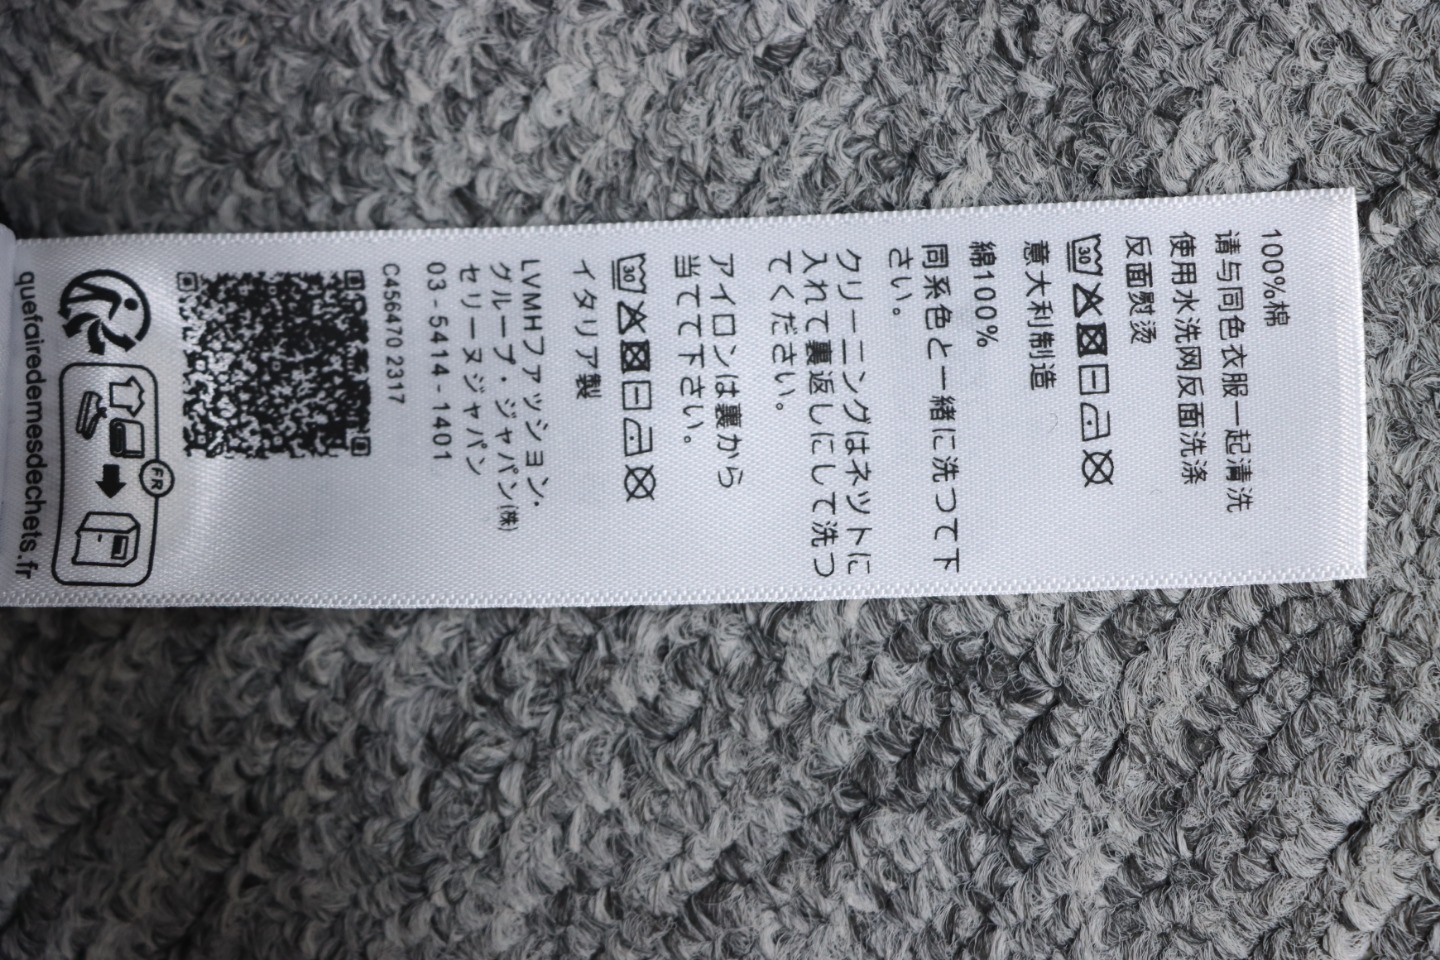 100%棉
请与同色衣服一起清洗
使用水洗网反面洗涤
反面熨烫
30
意大利制造
綿100%
同系色と一緒に洗つて下
さい。
クリーニングはネツトに
入れて裏返しにして洗つ
てください。
アイロンは裏から
当てて下さい。
30
イタリア製
LVMHファッション・
グループ・ジャパン(株)
セリーヌジャパン
03-5414-1401
C456470 2317
FR
quefairedemesdechets.fr